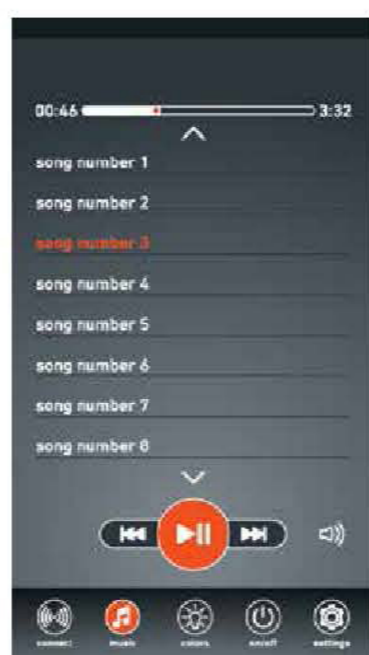 00:46 3:32
song number 1
song number 2
song number 3
song number 4
song number 5
song number 6
song number 7
song number 8
connect music colors on/off settings